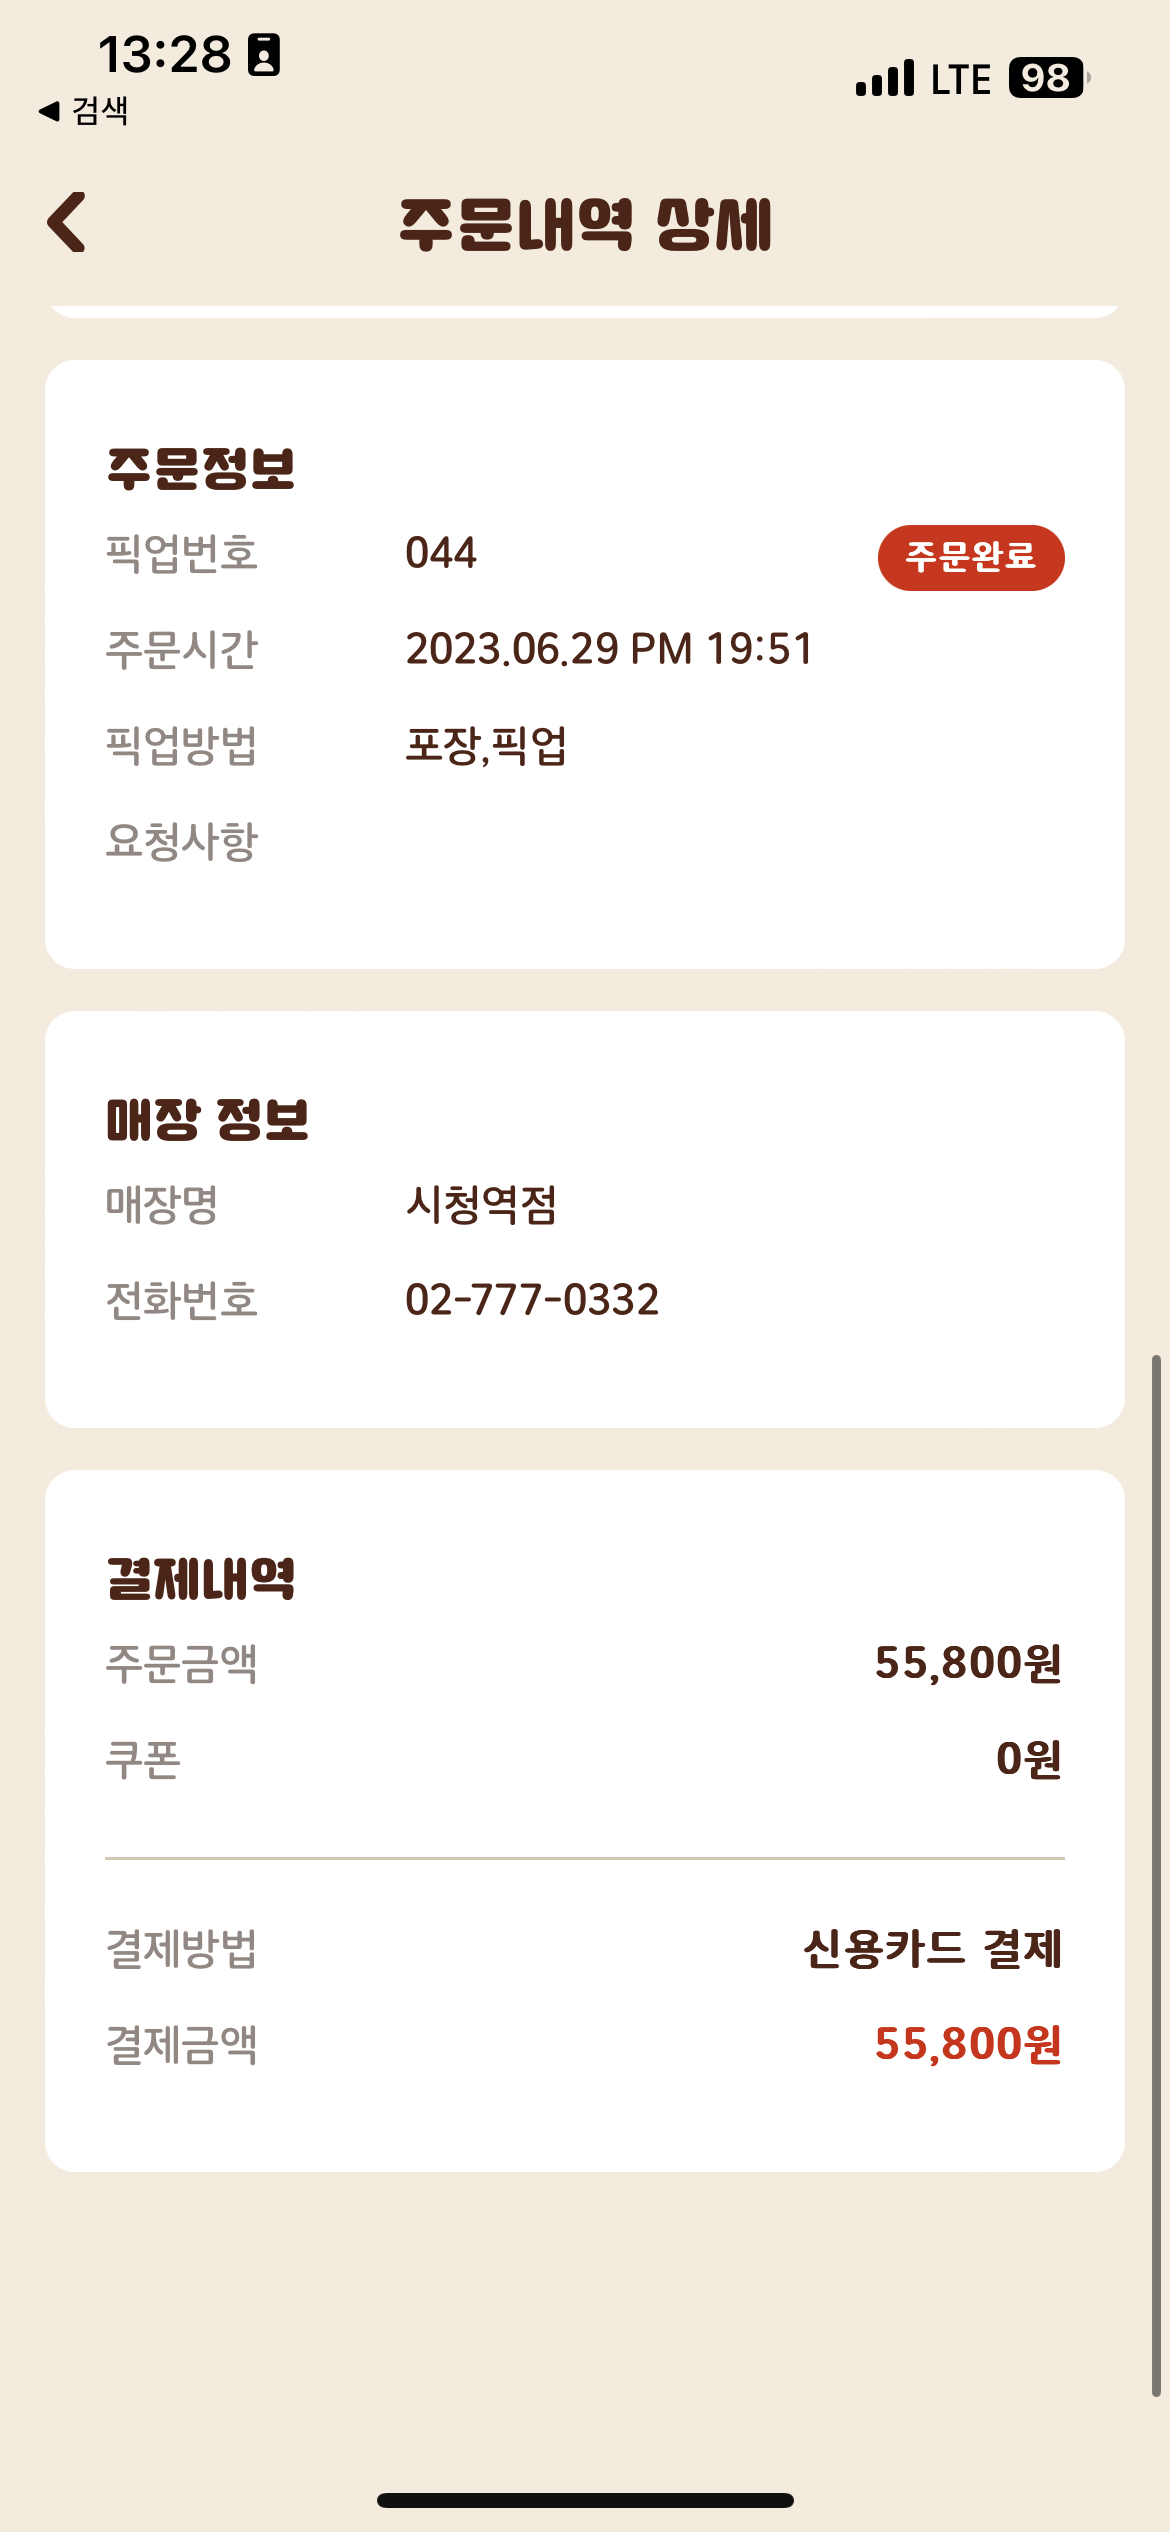 13:28
LTE 98
◀ 검색
주문내역 상세
주문정보
픽업번호 044 주문완료
주문시간 2023.06.29 PM 19:51
픽업방법 포장,픽업
요청사항
매장 정보
매장명 시청역점
전화번호 02-777-0332
결제내역
주문금액 55,800원
쿠폰 0원
결제방법 신용카드 결제
결제금액 55,800원